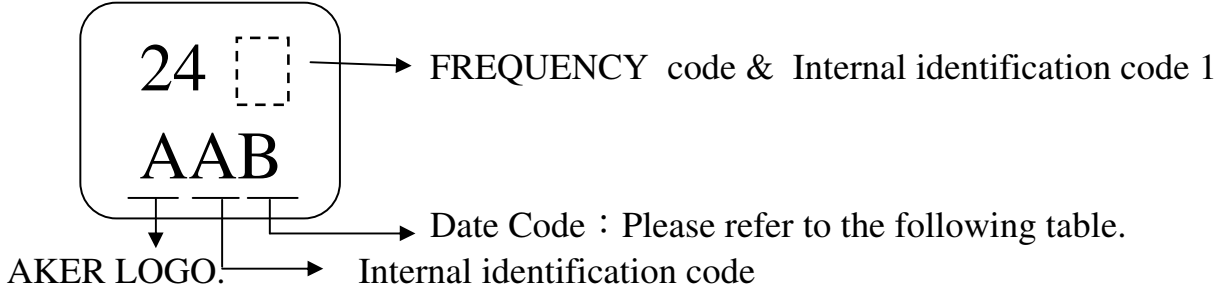 24 FREQUENCY code & Internal identification code 1
AAB
Date Code：Please refer to the following table.
AKER LOGO. Internal identification code